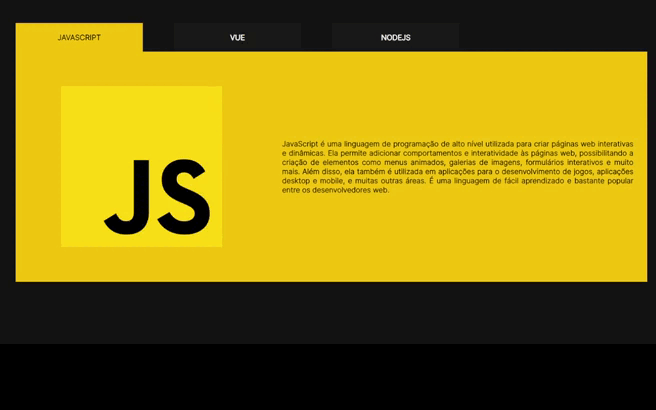 JAVASCRIPT
VUE
NODEJS
JS
JavaScript é uma linguagem de programação de alto nível utilizada para criar páginas web interativas
e dinâmicas. Ela permite adicionar comportamentos e interatividade às páginas web, possibilitando a
criação de elementos como menus animados, galerias de imagens, formulários interativos e muito
mais. Além disso, ela também é utilizada em aplicações para o desenvolvimento de jogos, aplicações
desktop e mobile, e muitas outras áreas. É uma linguagem de fácil aprendizado e bastante popular
entre os desenvolvedores web.